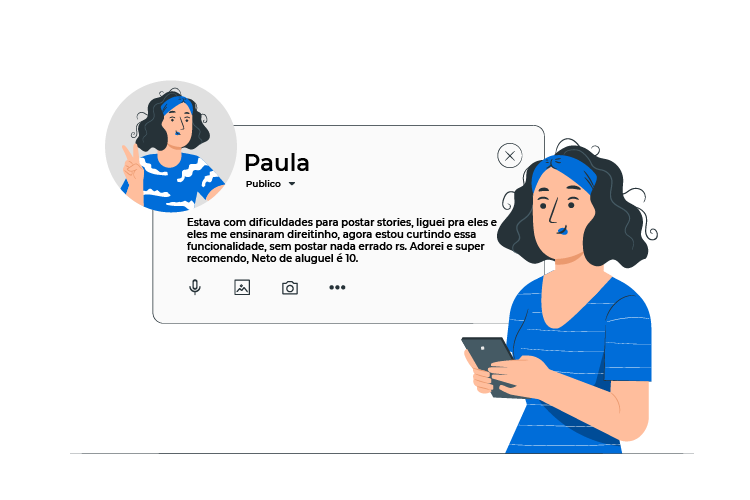 Paula
Publico
Estava com dificuldades para postar stories, liguei pra eles e
eles me ensinaram direitinho, agora estou curtindo essa
funcionalidade, sem postar nada errado rs. Adorei e super
recomendo, Neto de aluguel é 10.